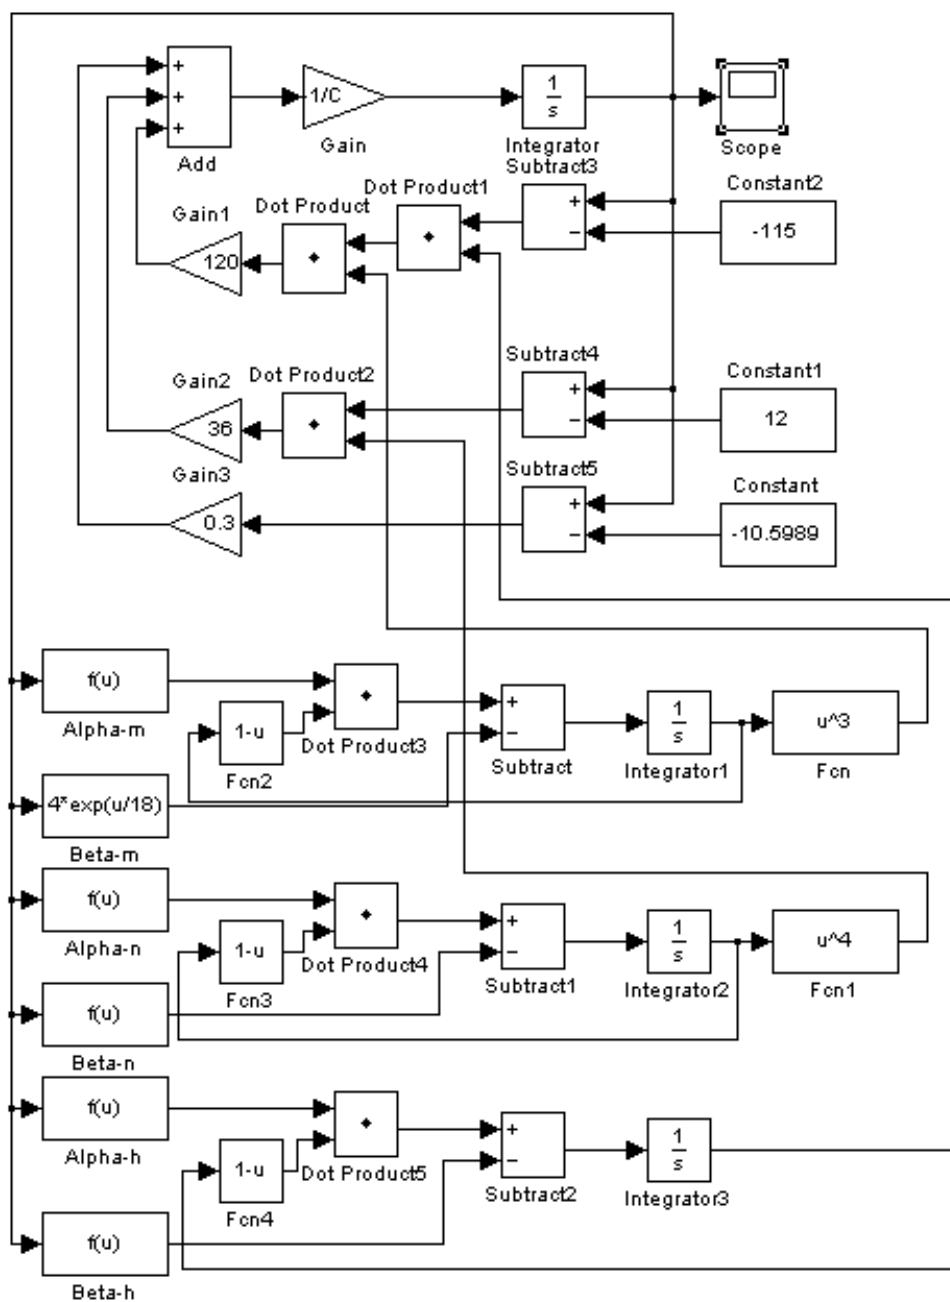 +
+
+
Add
1/C
Gain
1
s
Integrator
Scope
Subtract3
+
−
Constant2
-115
Dot Product1
Dot Product
Gain1
120
Subtract4
+
−
Constant1
12
Dot Product2
Gain2
36
Subtract5
+
−
Constant
-10.5989
Gain3
0.3
f(u)
Alpha-m
1-u
Fcn2
Dot Product3
+
−
Subtract
1
s
Integrator1
u^3
Fcn
4*exp(u/18)
Beta-m
f(u)
Alpha-n
1-u
Fcn3
Dot Product4
+
−
Subtract1
1
s
Integrator2
u^4
Fcn1
f(u)
Beta-n
f(u)
Alpha-h
1-u
Fcn4
Dot Product5
+
−
Subtract2
1
s
Integrator3
f(u)
Beta-h